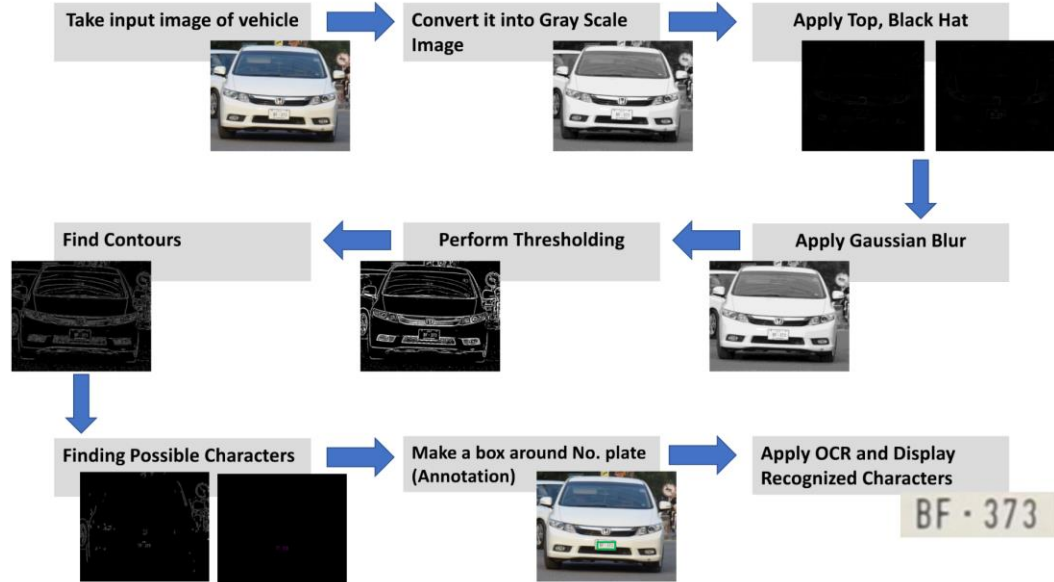 Take input image of vehicle
Convert it into Gray Scale
Image
Apply Top, Black Hat
Apply Gaussian Blur
Perform Thresholding
Find Contours
Finding Possible Characters
Make a box around No. plate
(Annotation)
Apply OCR and Display
Recognized Characters
BF · 373